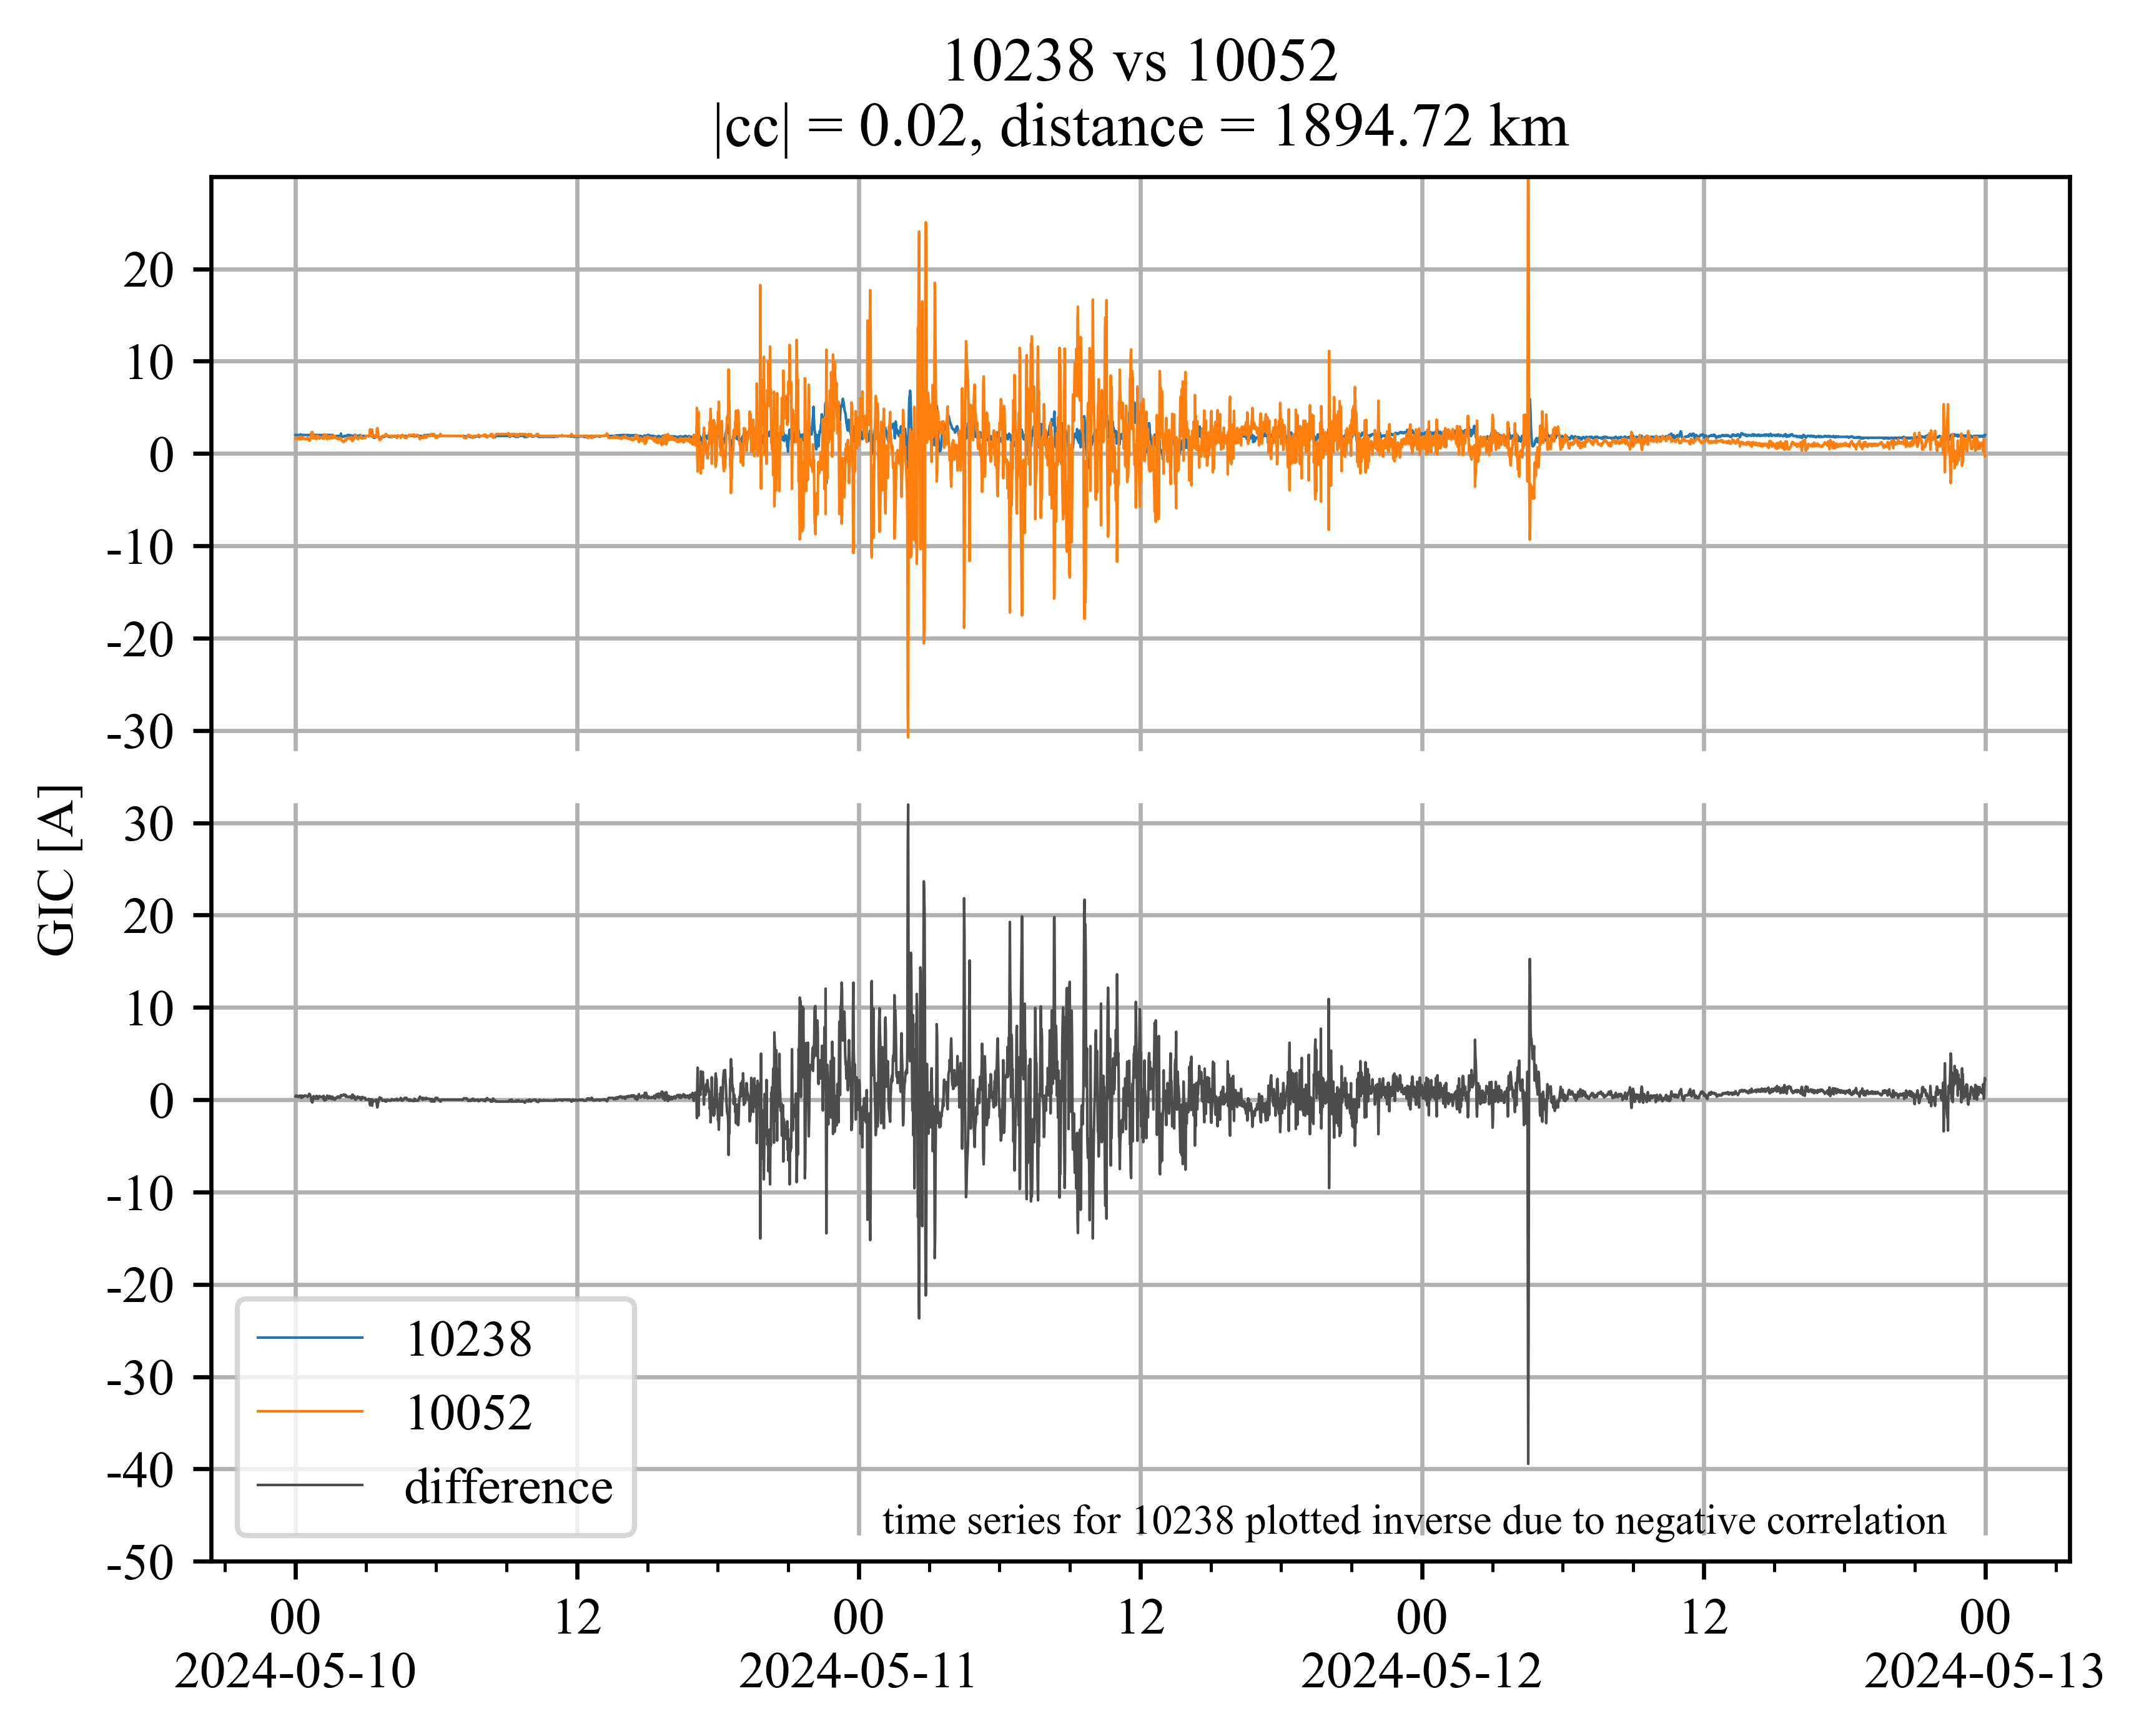 10238 vs 10052
|cc| = 0.02, distance = 1894.72 km
20
10
0
-10
-20
-30
GIC [A]
30
20
10
0
-10
-20
-30
-40
-50
10238
10052
difference
time series for 10238 plotted inverse due to negative correlation
00 12 00 12 00 12 00
2024-05-10 2024-05-11 2024-05-12 2024-05-13